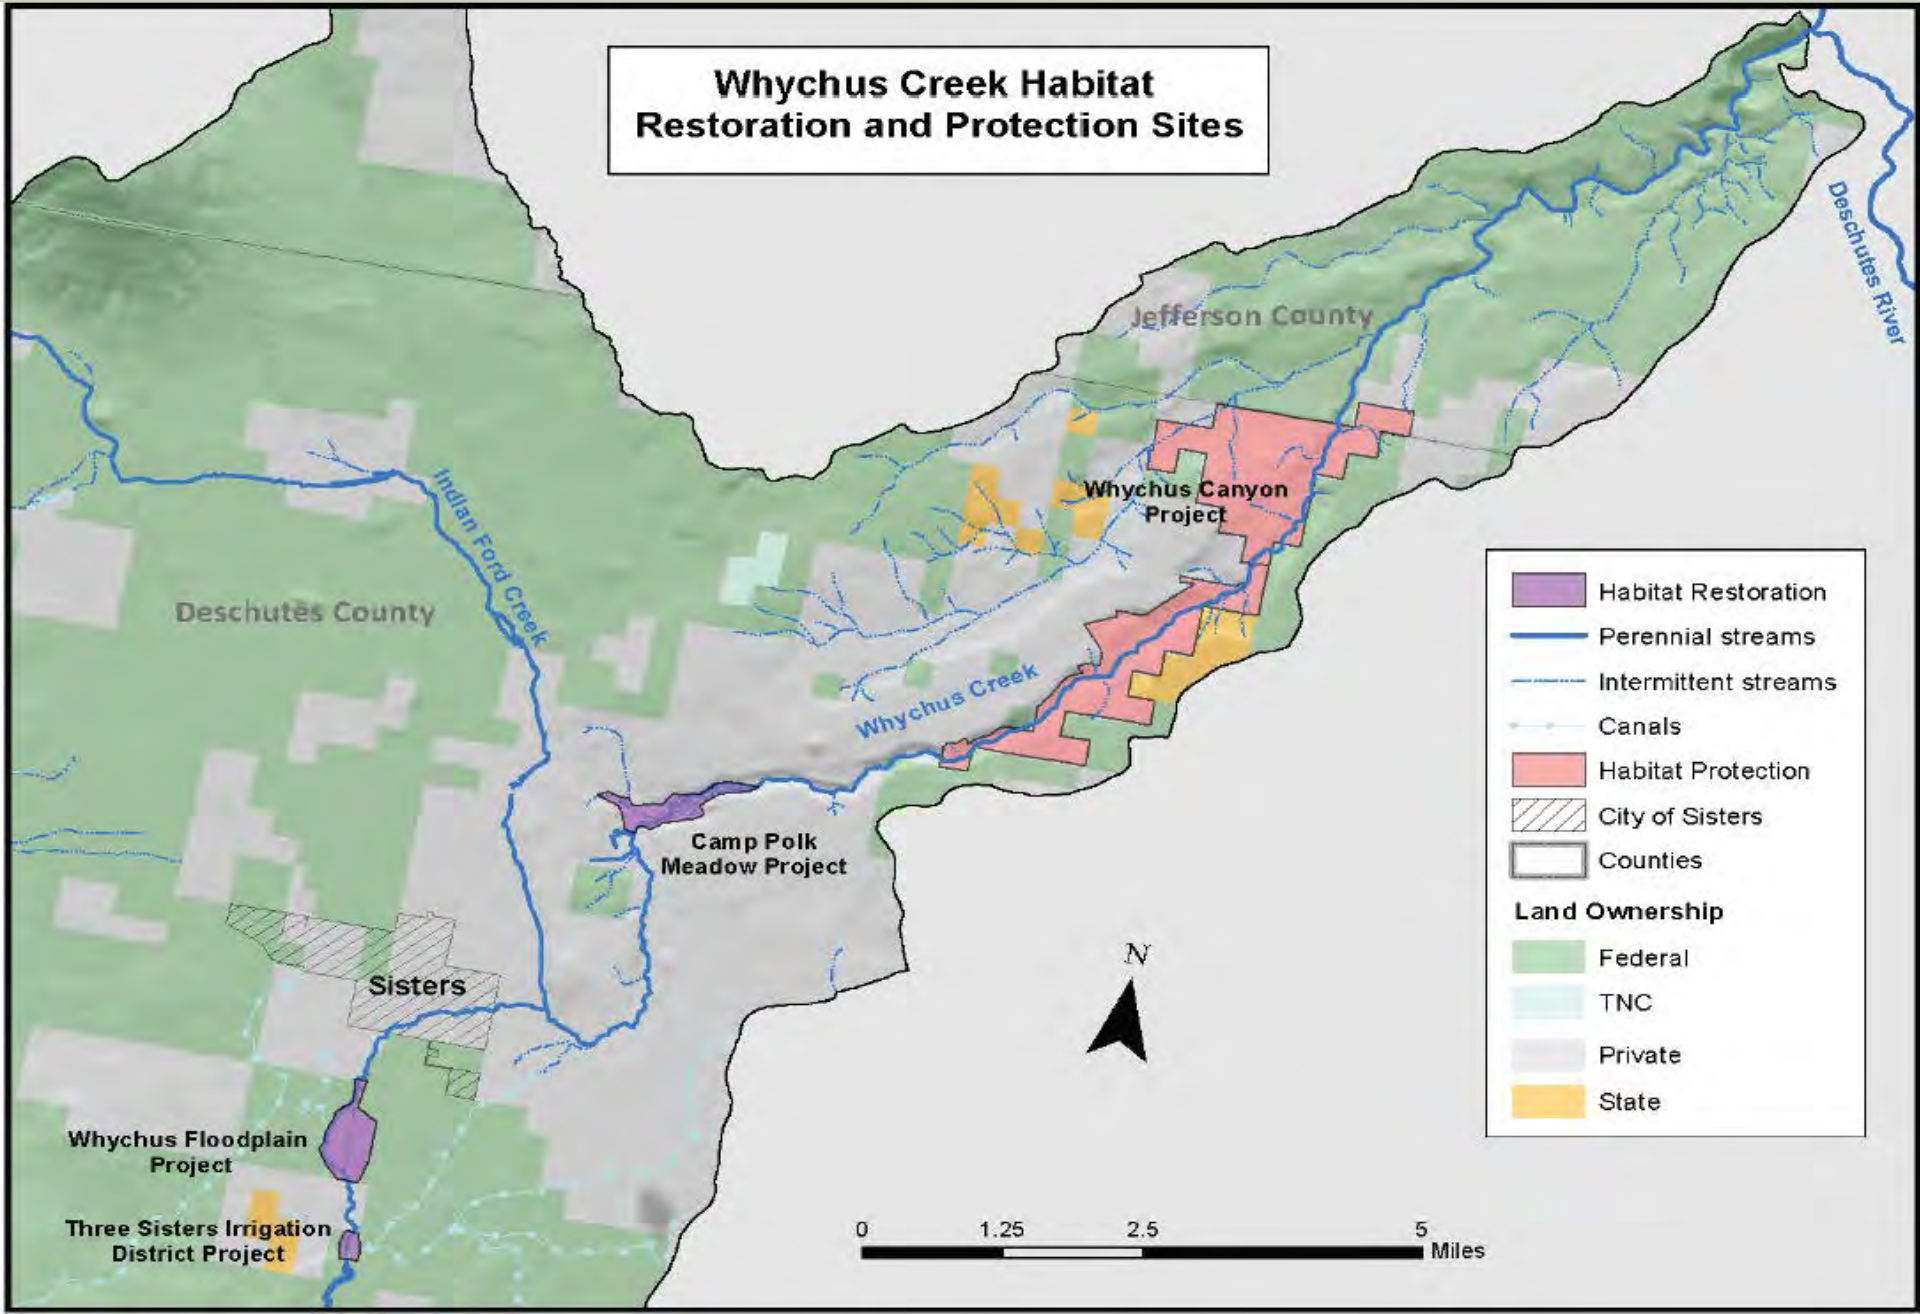 Whychus Creek Habitat
Restoration and Protection Sites
Deschutes River
Jefferson County
Indian Ford Creek
Whychus Canyon
Project
Deschutes County
Whychus Creek
Camp Polk
Meadow Project
Sisters
Whychus Floodplain
Project
Three Sisters Irrigation
District Project
N
0 1.25 2.5 5
Miles
Habitat Restoration
Perennial streams
Intermittent streams
Canals
Habitat Protection
City of Sisters
Counties
Land Ownership
Federal
TNC
Private
State